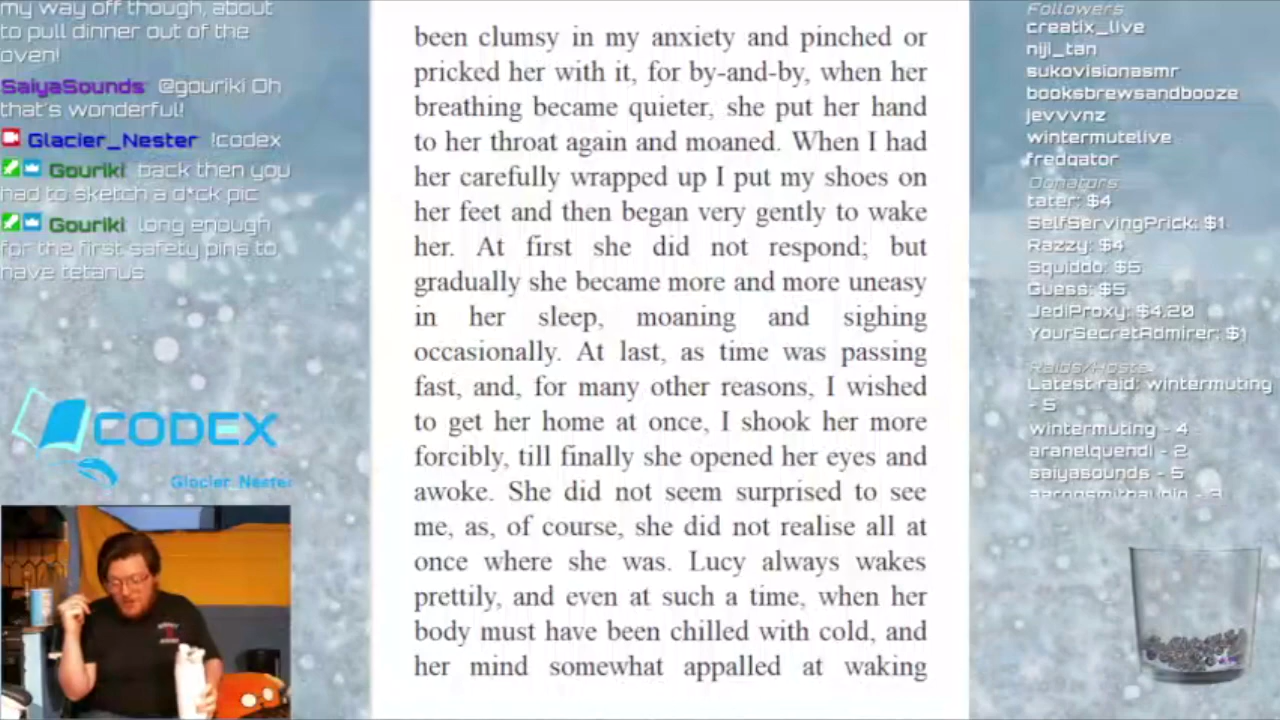 my way off though, about
to pull dinner out of the
oven!
SaiyaSounds @gouriki Oh
that's wonderful!
Glacier_Nester !codex
Gouriki back then you
had to sketch a d*ck pic
Gouriki long enough
for the first safety pins to
have tetanus
CODEX
Glacier_Neste
been clumsy in my anxiety and pinched or
pricked her with it, for by-and-by, when her
breathing became quieter, she put her hand
to her throat again and moaned. When I had
her carefully wrapped up I put my shoes on
her feet and then began very gently to wake
her. At first she did not respond; but
gradually she became more and more uneasy
in her sleep, moaning and sighing
occasionally. At last, as time was passing
fast, and, for many other reasons, I wished
to get her home at once, I shook her more
forcibly, till finally she opened her eyes and
awoke. She did not seem surprised to see
me, as, of course, she did not realise all at
once where she was. Lucy always wakes
prettily, and even at such a time, when her
body must have been chilled with cold, and
her mind somewhat appalled at waking
Followers
creatix_live
niji_tan
sukovisionasmr
booksbrewsandbooze
jevvvnz
wintermutelive
fredgator
Donators
tater: $4
SelfServingPrick: $1
Razzy: $4
Squiddo: $5
Guess: $5
JediProxy: $4.20
YourSecretAdmirer: $1
Raids/Hosts
Latest raid: wintermuting
- 5
wintermuting - 4
aranelquendi - 2
saiyasounds - 5